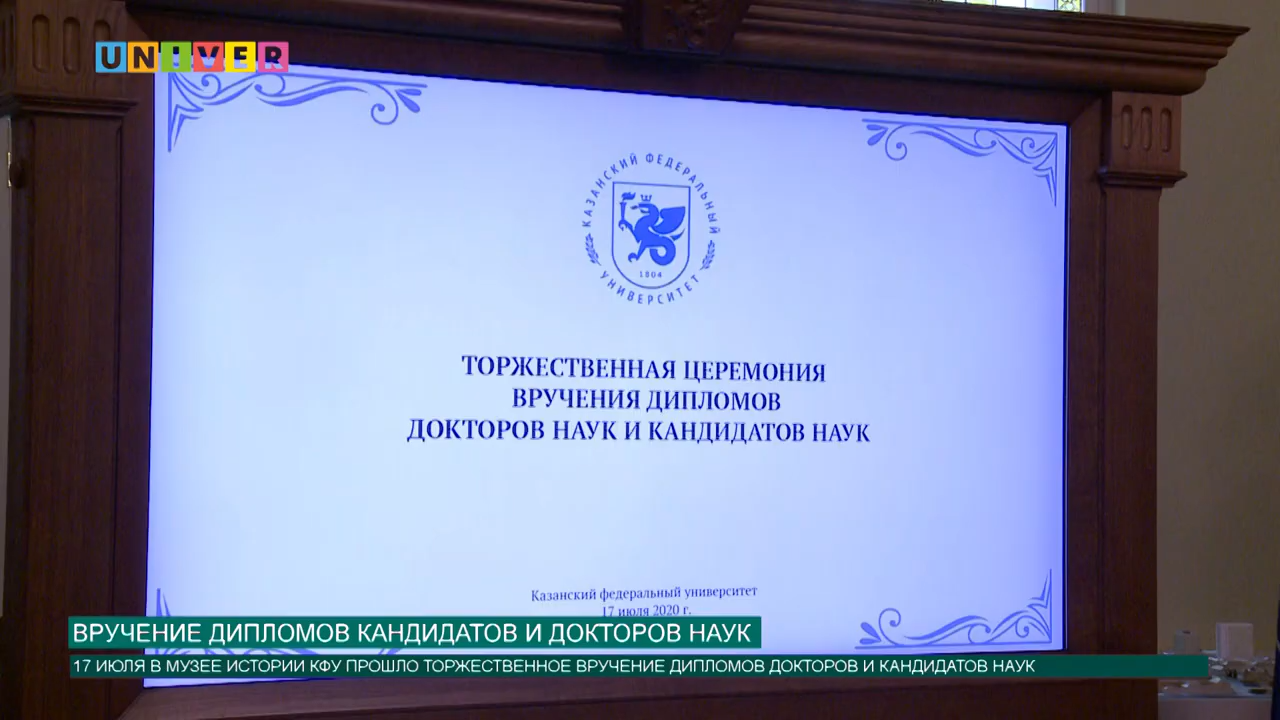 UNIVER
КАЗАНСКИЙ ФЕДЕРАЛЬНЫЙ
1804
УНИВЕРСИТЕТ
ТОРЖЕСТВЕННАЯ ЦЕРЕМОНИЯ
ВРУЧЕНИЯ ДИПЛОМОВ
ДОКТОРОВ НАУК И КАНДИДАТОВ НАУК
Казанский федеральный университет
17 июля 2020 г.
ВРУЧЕНИЕ ДИПЛОМОВ КАНДИДАТОВ И ДОКТОРОВ НАУК
17 ИЮЛЯ В МУЗЕЕ ИСТОРИИ КФУ ПРОШЛО ТОРЖЕСТВЕННОЕ ВРУЧЕНИЕ ДИПЛОМОВ ДОКТОРОВ И КАНДИДАТОВ НАУК